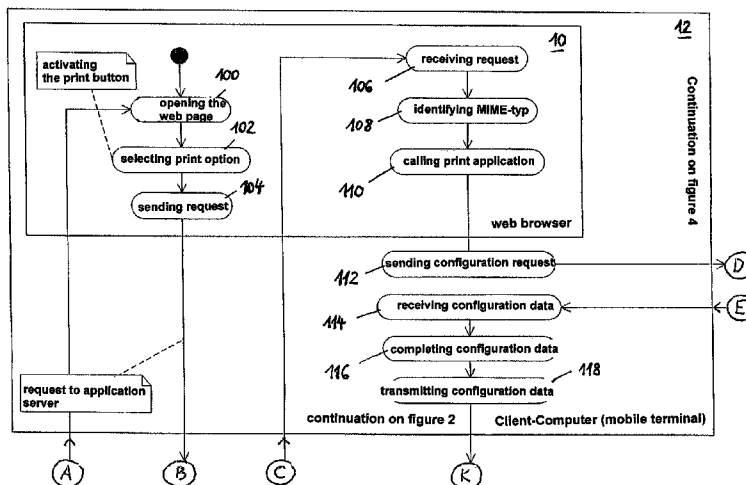 activating
the print button
100
opening the
web page
102
selecting print option
104
sending request
10
receiving request
106
identifying MIME-typ
108
calling print application
110
web browser
12
Continuation on figure 4
sending configuration request
112
D
receiving configuration data
114
E
completing configuration data
116
transmitting configuration data
118
request to application
server
continuation on figure 2
Client-Computer (mobile terminal)
A
B
C
K